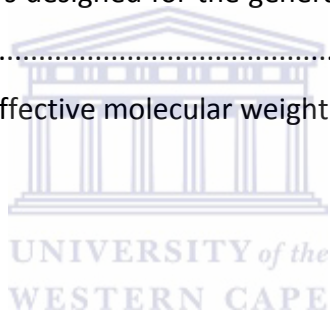 s designed for the gener
.......................................
ffective molecular weight
UNIVERSITY of the
WESTERN CAPE